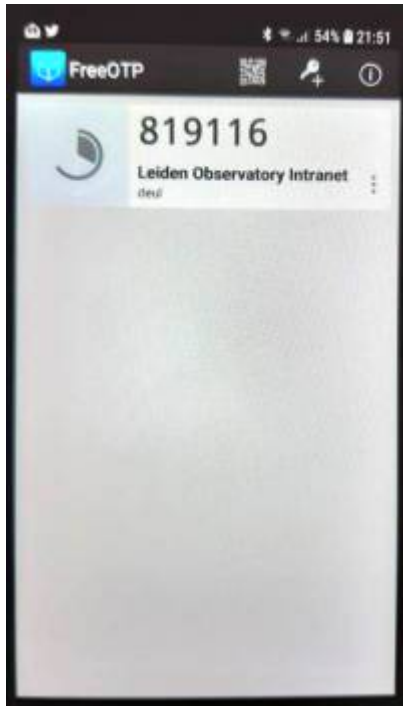 54% 21:51
FreeOTP
819116
Leiden Observatory Intranet
deul